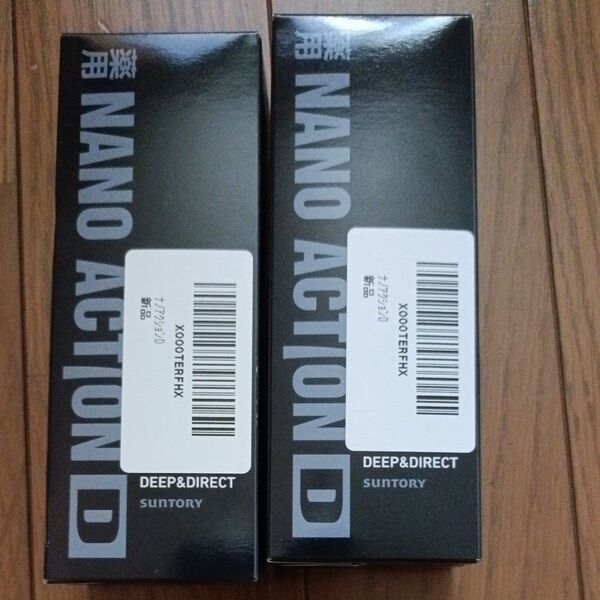 薬用 NANO ACTION D
X000TERFHX
ナノアクションD
新品
DEEP&DIRECT
SUNTORY
薬用 NANO ACTION D
X000TERFHX
ナノアクションD
新品
DEEP&DIRECT
SUNTORY